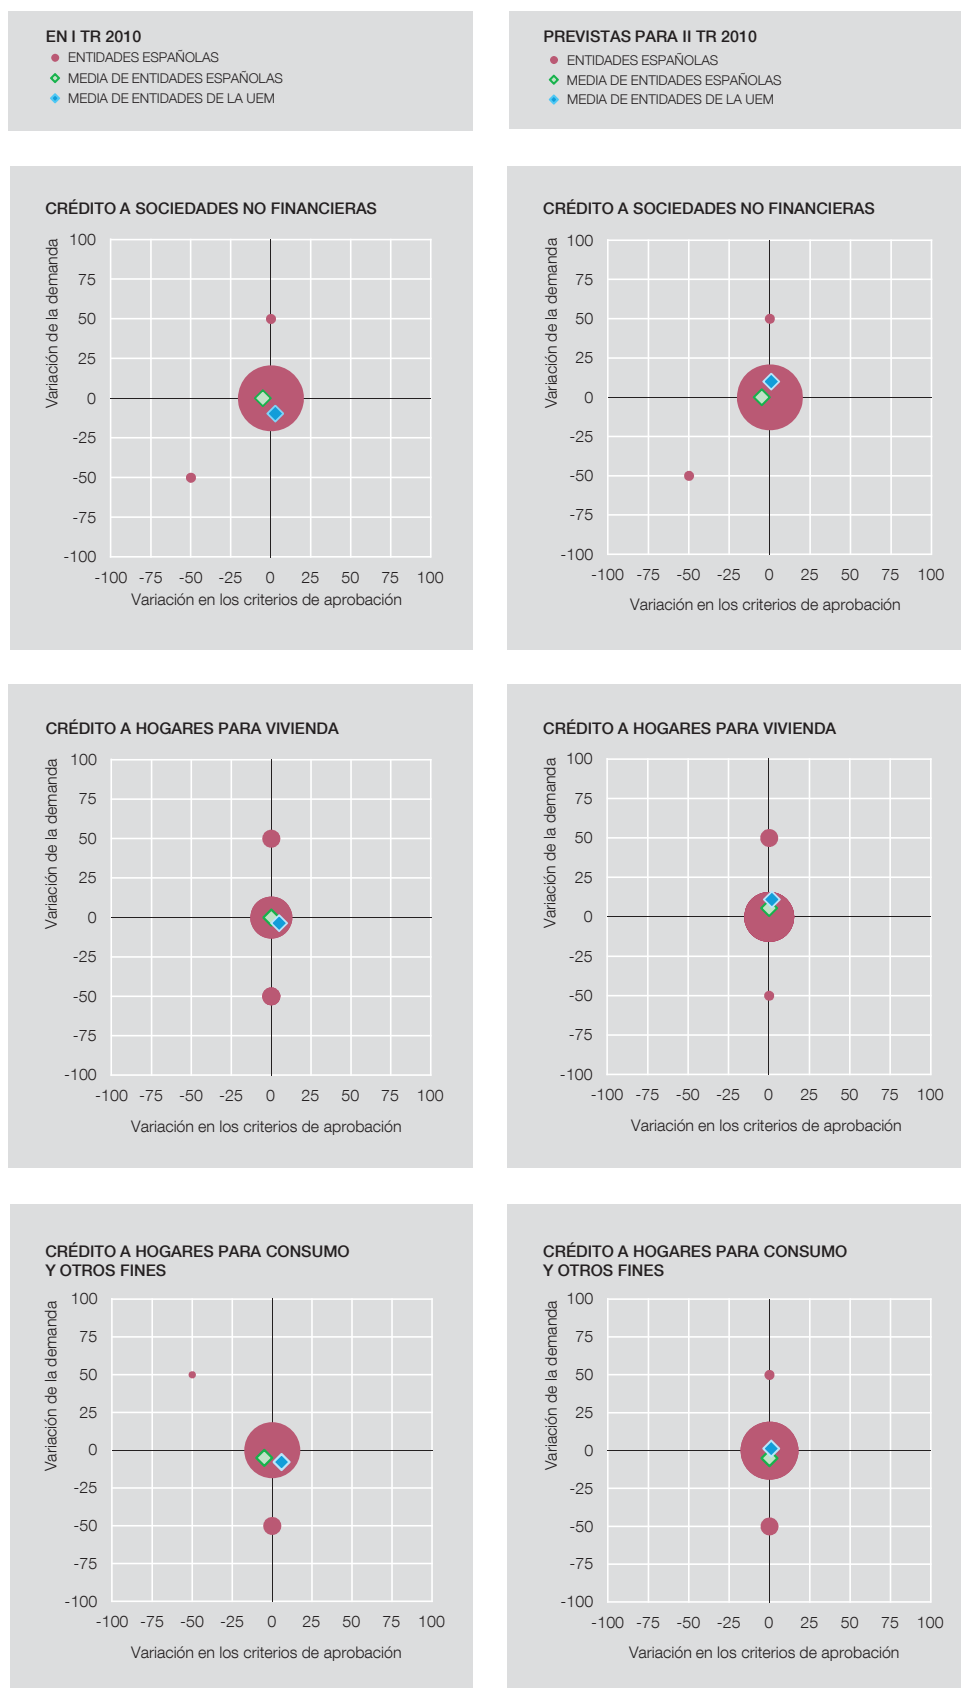 EN I TR 2010
ENTIDADES ESPAÑOLAS
MEDIA DE ENTIDADES ESPAÑOLAS
MEDIA DE ENTIDADES DE LA UEM
PREVISTAS PARA II TR 2010
ENTIDADES ESPAÑOLAS
MEDIA DE ENTIDADES ESPAÑOLAS
MEDIA DE ENTIDADES DE LA UEM
CRÉDITO A SOCIEDADES NO FINANCIERAS
Variación de la demanda
100
75
50
25
0
-25
-50
-75
-100
-100 -75 -50 -25 0 25 50 75 100
Variación en los criterios de aprobación
CRÉDITO A SOCIEDADES NO FINANCIERAS
Variación de la demanda
100
75
50
25
0
-25
-50
-75
-100
-100 -75 -50 -25 0 25 50 75 100
Variación en los criterios de aprobación
CRÉDITO A HOGARES PARA VIVIENDA
Variación de la demanda
100
75
50
25
0
-25
-50
-75
-100
-100 -75 -50 -25 0 25 50 75 100
Variación en los criterios de aprobación
CRÉDITO A HOGARES PARA VIVIENDA
Variación de la demanda
100
75
50
25
0
-25
-50
-75
-100
-100 -75 -50 -25 0 25 50 75 100
Variación en los criterios de aprobación
CRÉDITO A HOGARES PARA CONSUMO
Y OTROS FINES
Variación de la demanda
100
75
50
25
0
-25
-50
-75
-100
-100 -75 -50 -25 0 25 50 75 100
Variación en los criterios de aprobación
CRÉDITO A HOGARES PARA CONSUMO
Y OTROS FINES
Variación de la demanda
100
75
50
25
0
-25
-50
-75
-100
-100 -75 -50 -25 0 25 50 75 100
Variación en los criterios de aprobación